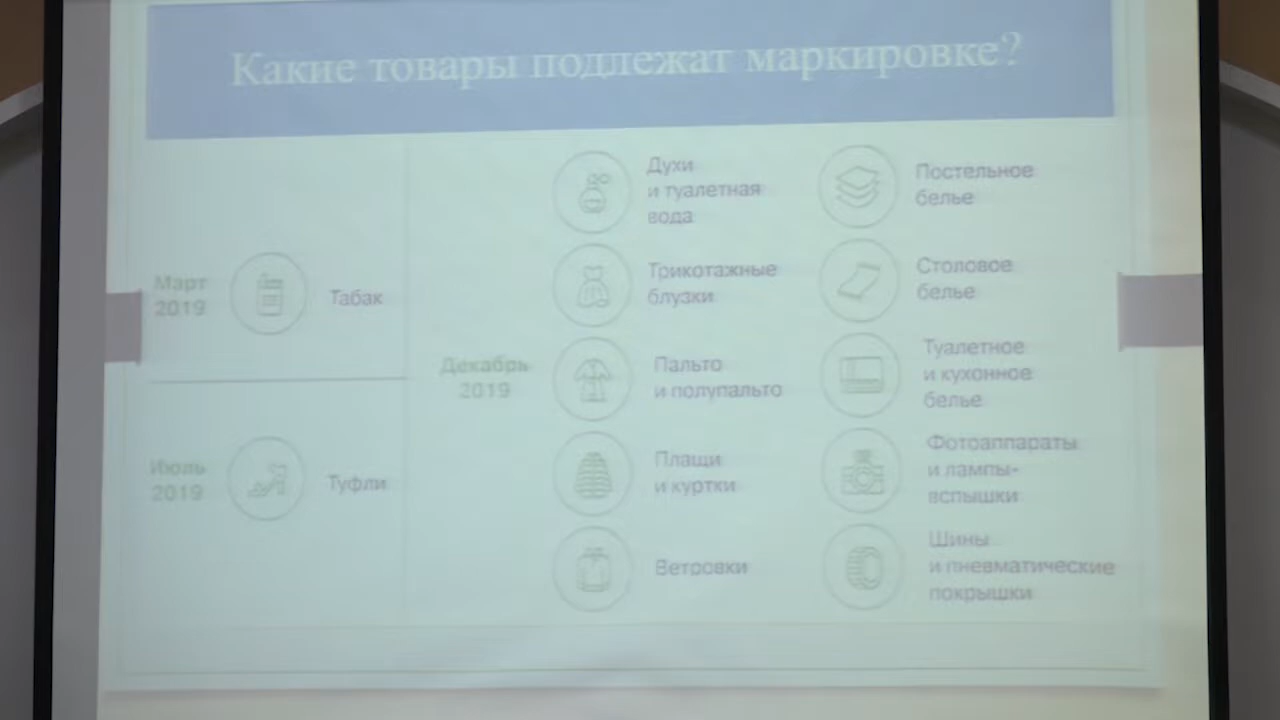 Какие товары подлежат маркировке?
Март
2019
Табак
Июль
2019
Туфли
Декабрь
2019
Духи
и туалетная
вода
Трикотажные
блузки
Пальто
и полупальто
Плащи
и куртки
Ветровки
Постельное
белье
Столовое
белье
Туалетное
и кухонное
белье
Фотоаппараты
и лампы-
вспышки
Шины
и пневматические
покрышки